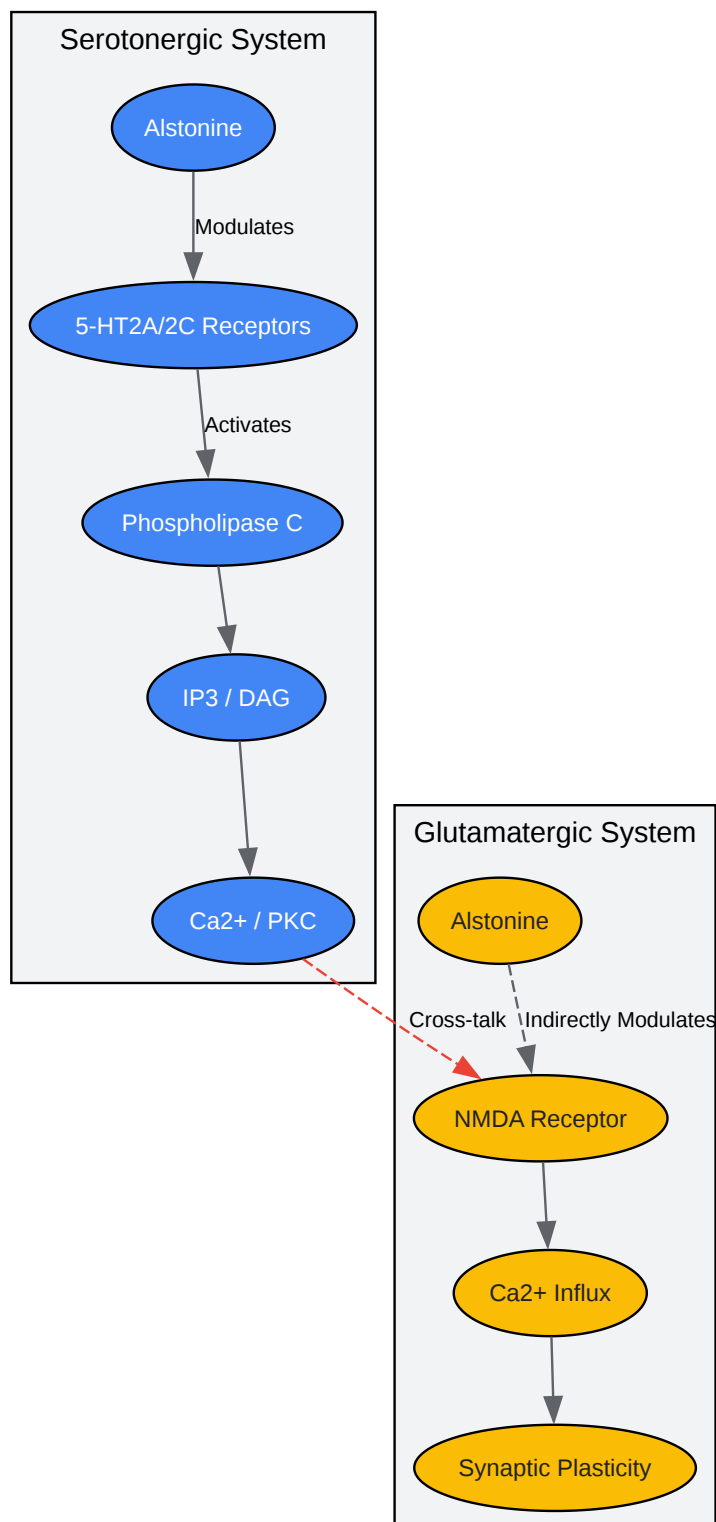 Serotonergic System
Alstonine
Modulates
5-HT2A/2C Receptors
Activates
Phospholipase C
IP3 / DAG
Ca2+ / PKC
Glutamatergic System
Alstonine
Cross-talk
Indirectly Modulates
NMDA Receptor
Ca2+ Influx
Synaptic Plasticity